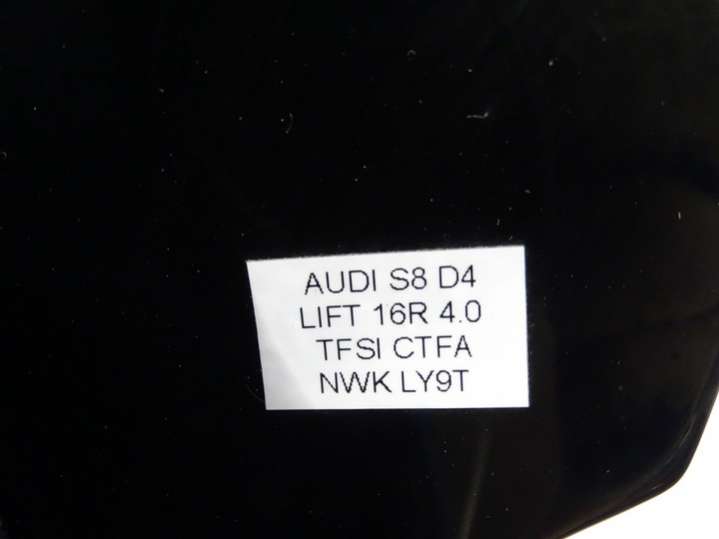 AUDI S8 D4
LIFT 16R 4.0
TFSI CTFA
NWK LY9T